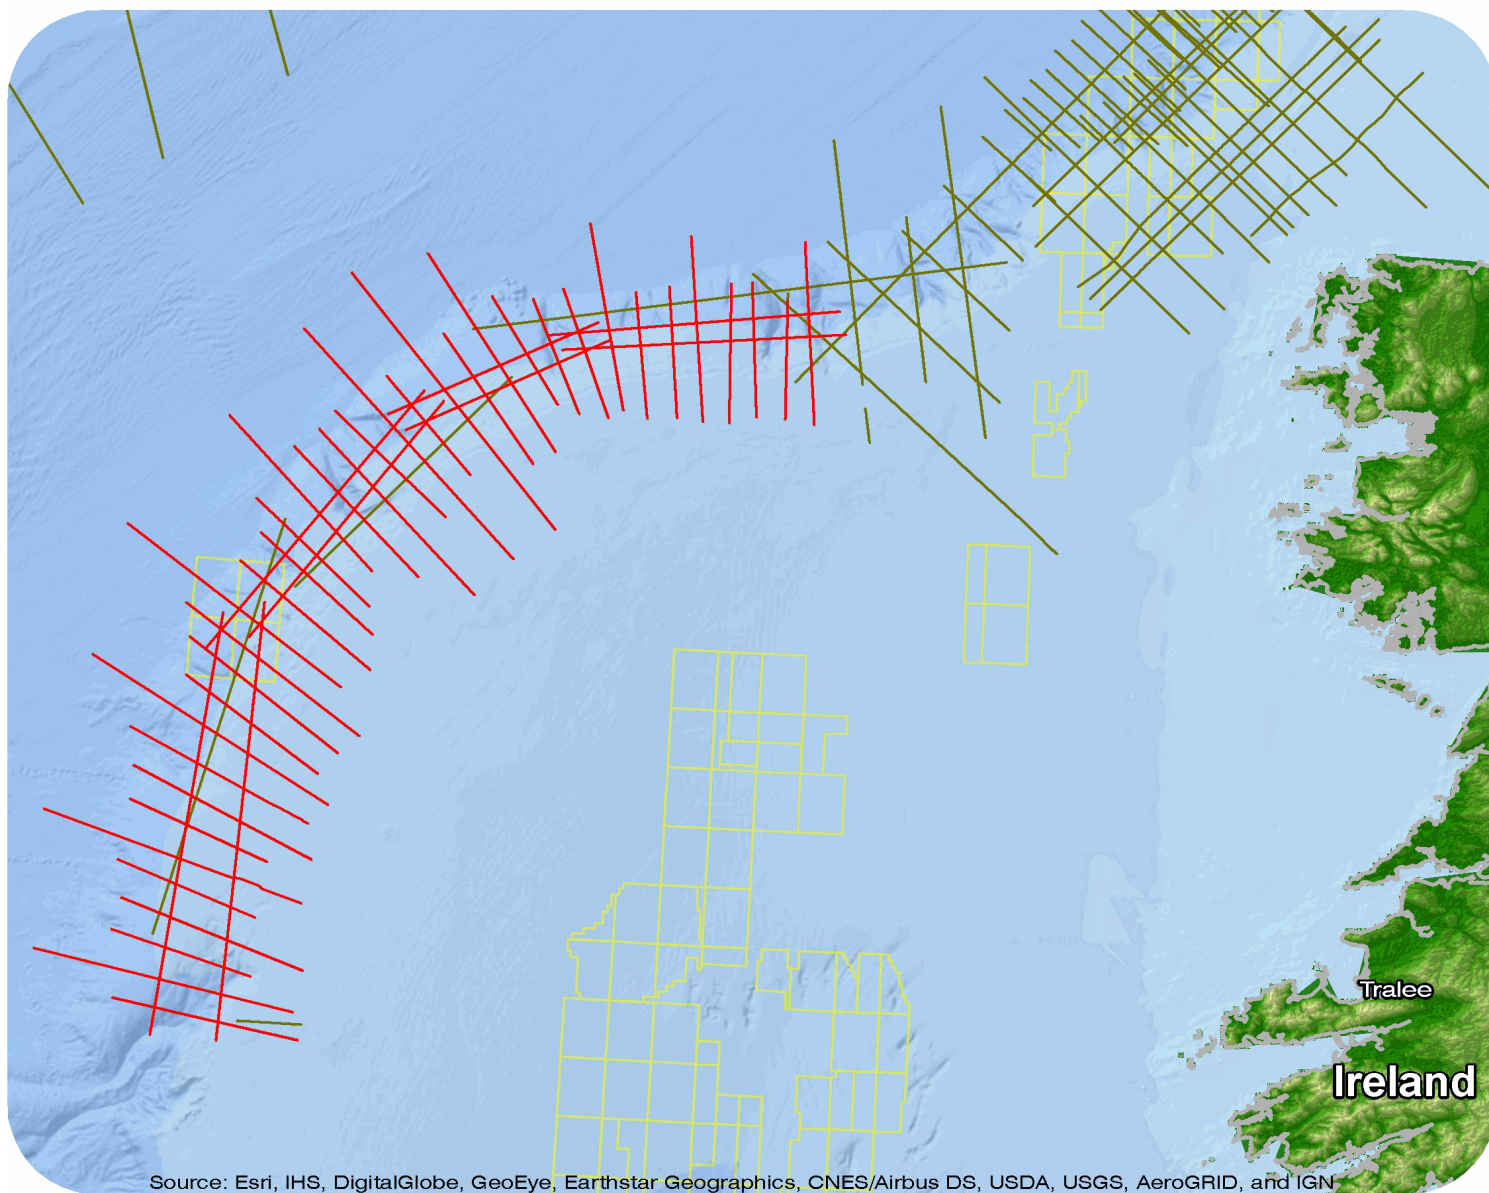 Tralee
Ireland
Source: Esri, IHS, DigitalGlobe, GeoEye, Earthstar Geographics, CNES/Airbus DS, USDA, USGS, AeroGRID, and IGN